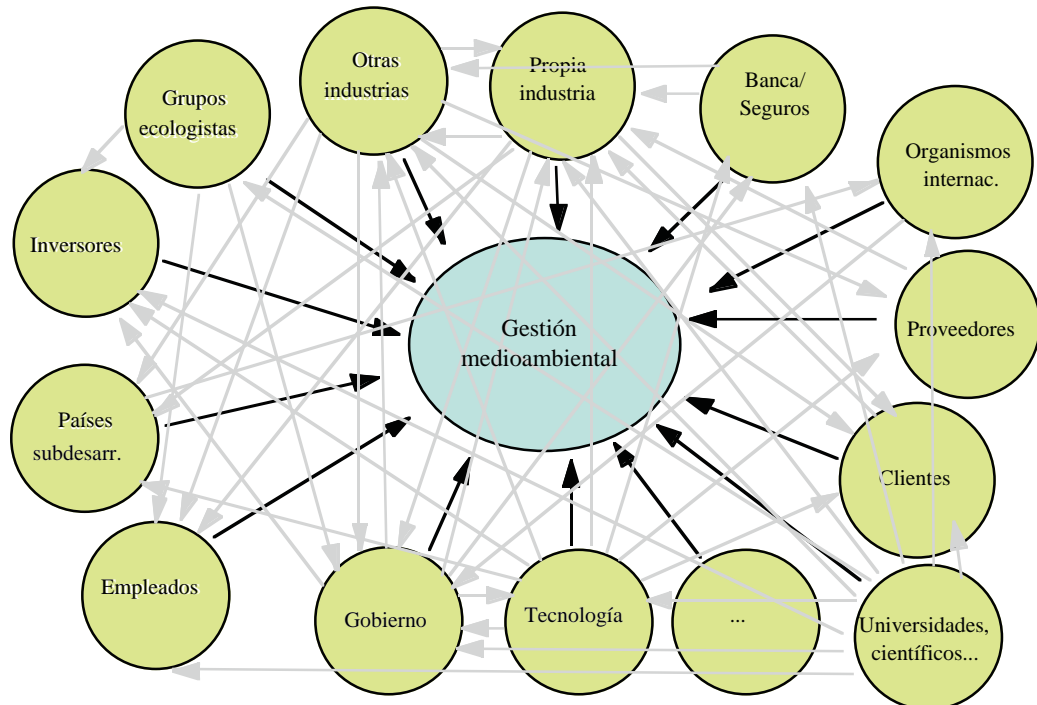 Otras
industrias
Propia
industria
Banca/
Seguros
Grupos
ecologistas
Organismos
internac.
Inversores
Gestión
medioambiental
Proveedores
Países
subdesarr.
Clientes
Empleados
Gobierno
Tecnología
...
Universidades,
científicos...